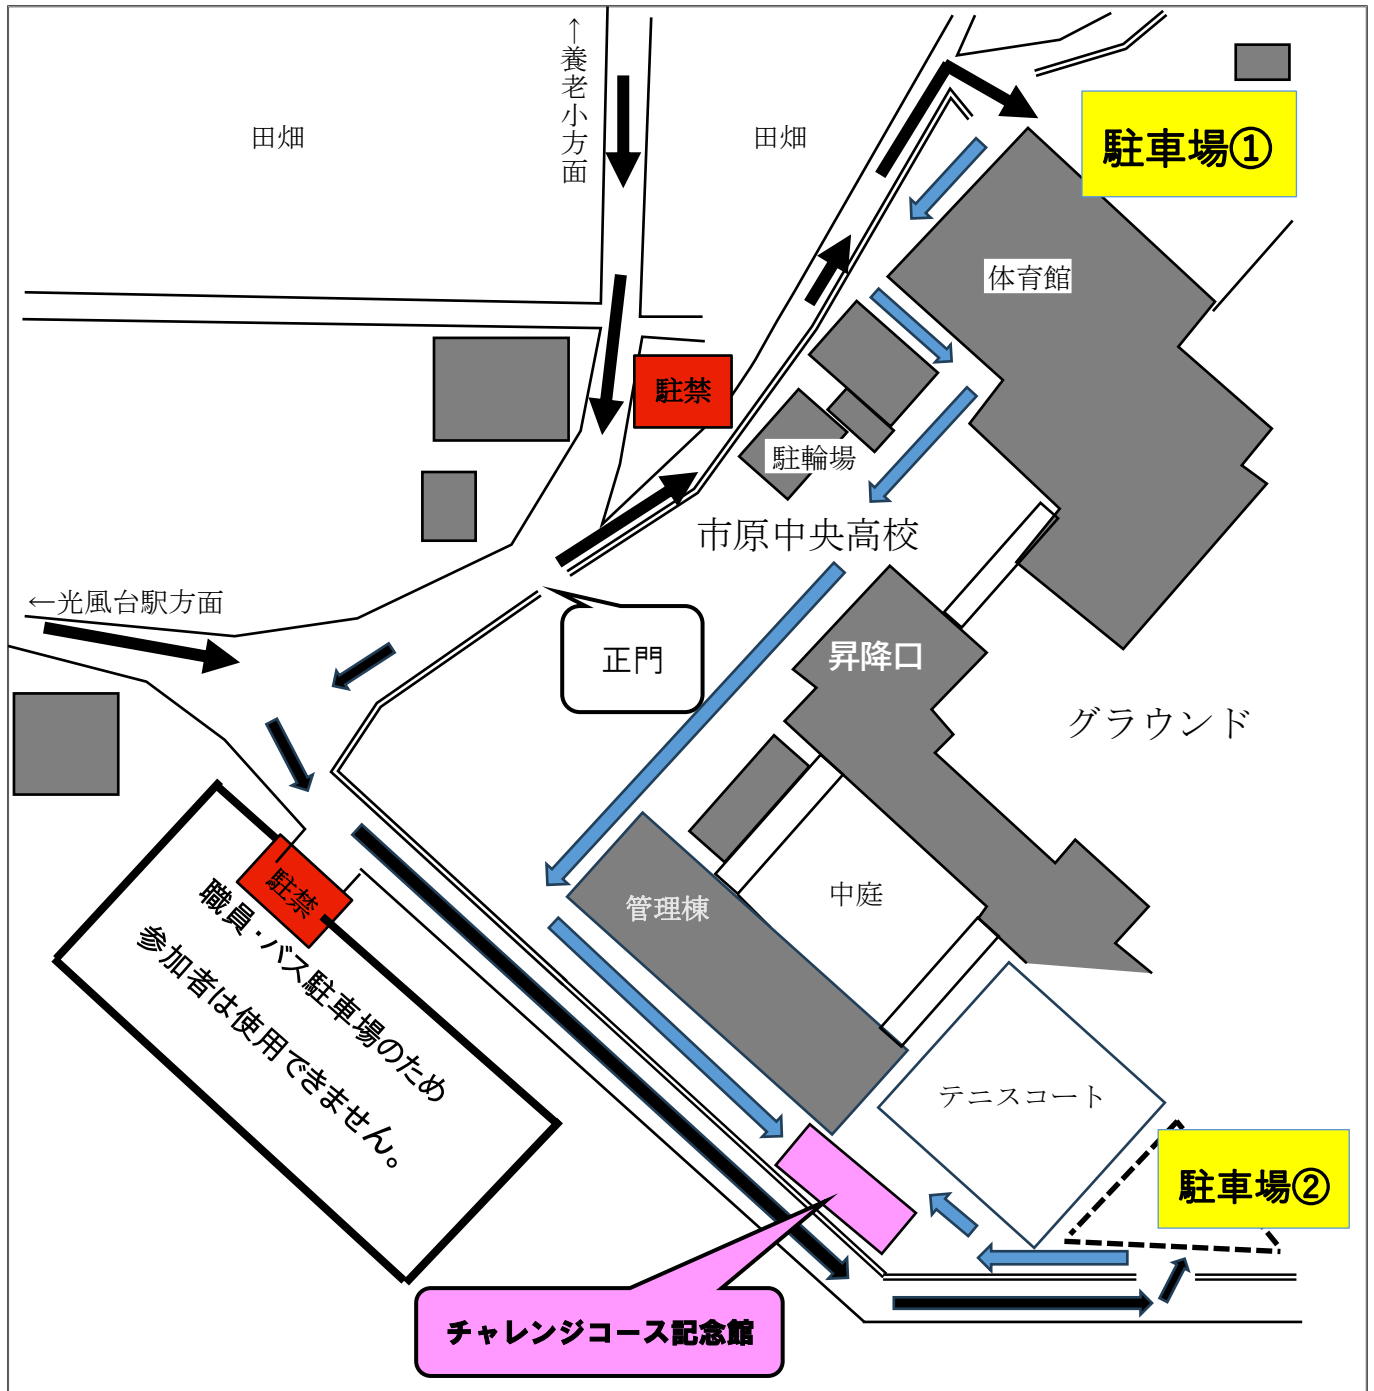 ↑養老小方面
田畑
田畑
駐車場①
体育館
駐禁
駐輪場
市原中央高校
←光風台駅方面
正門
昇降口
グラウンド
駐禁
職員・バス駐車場のため
参加者は使用できません。
管理棟
中庭
テニスコート
駐車場②
チャレンジコース記念館